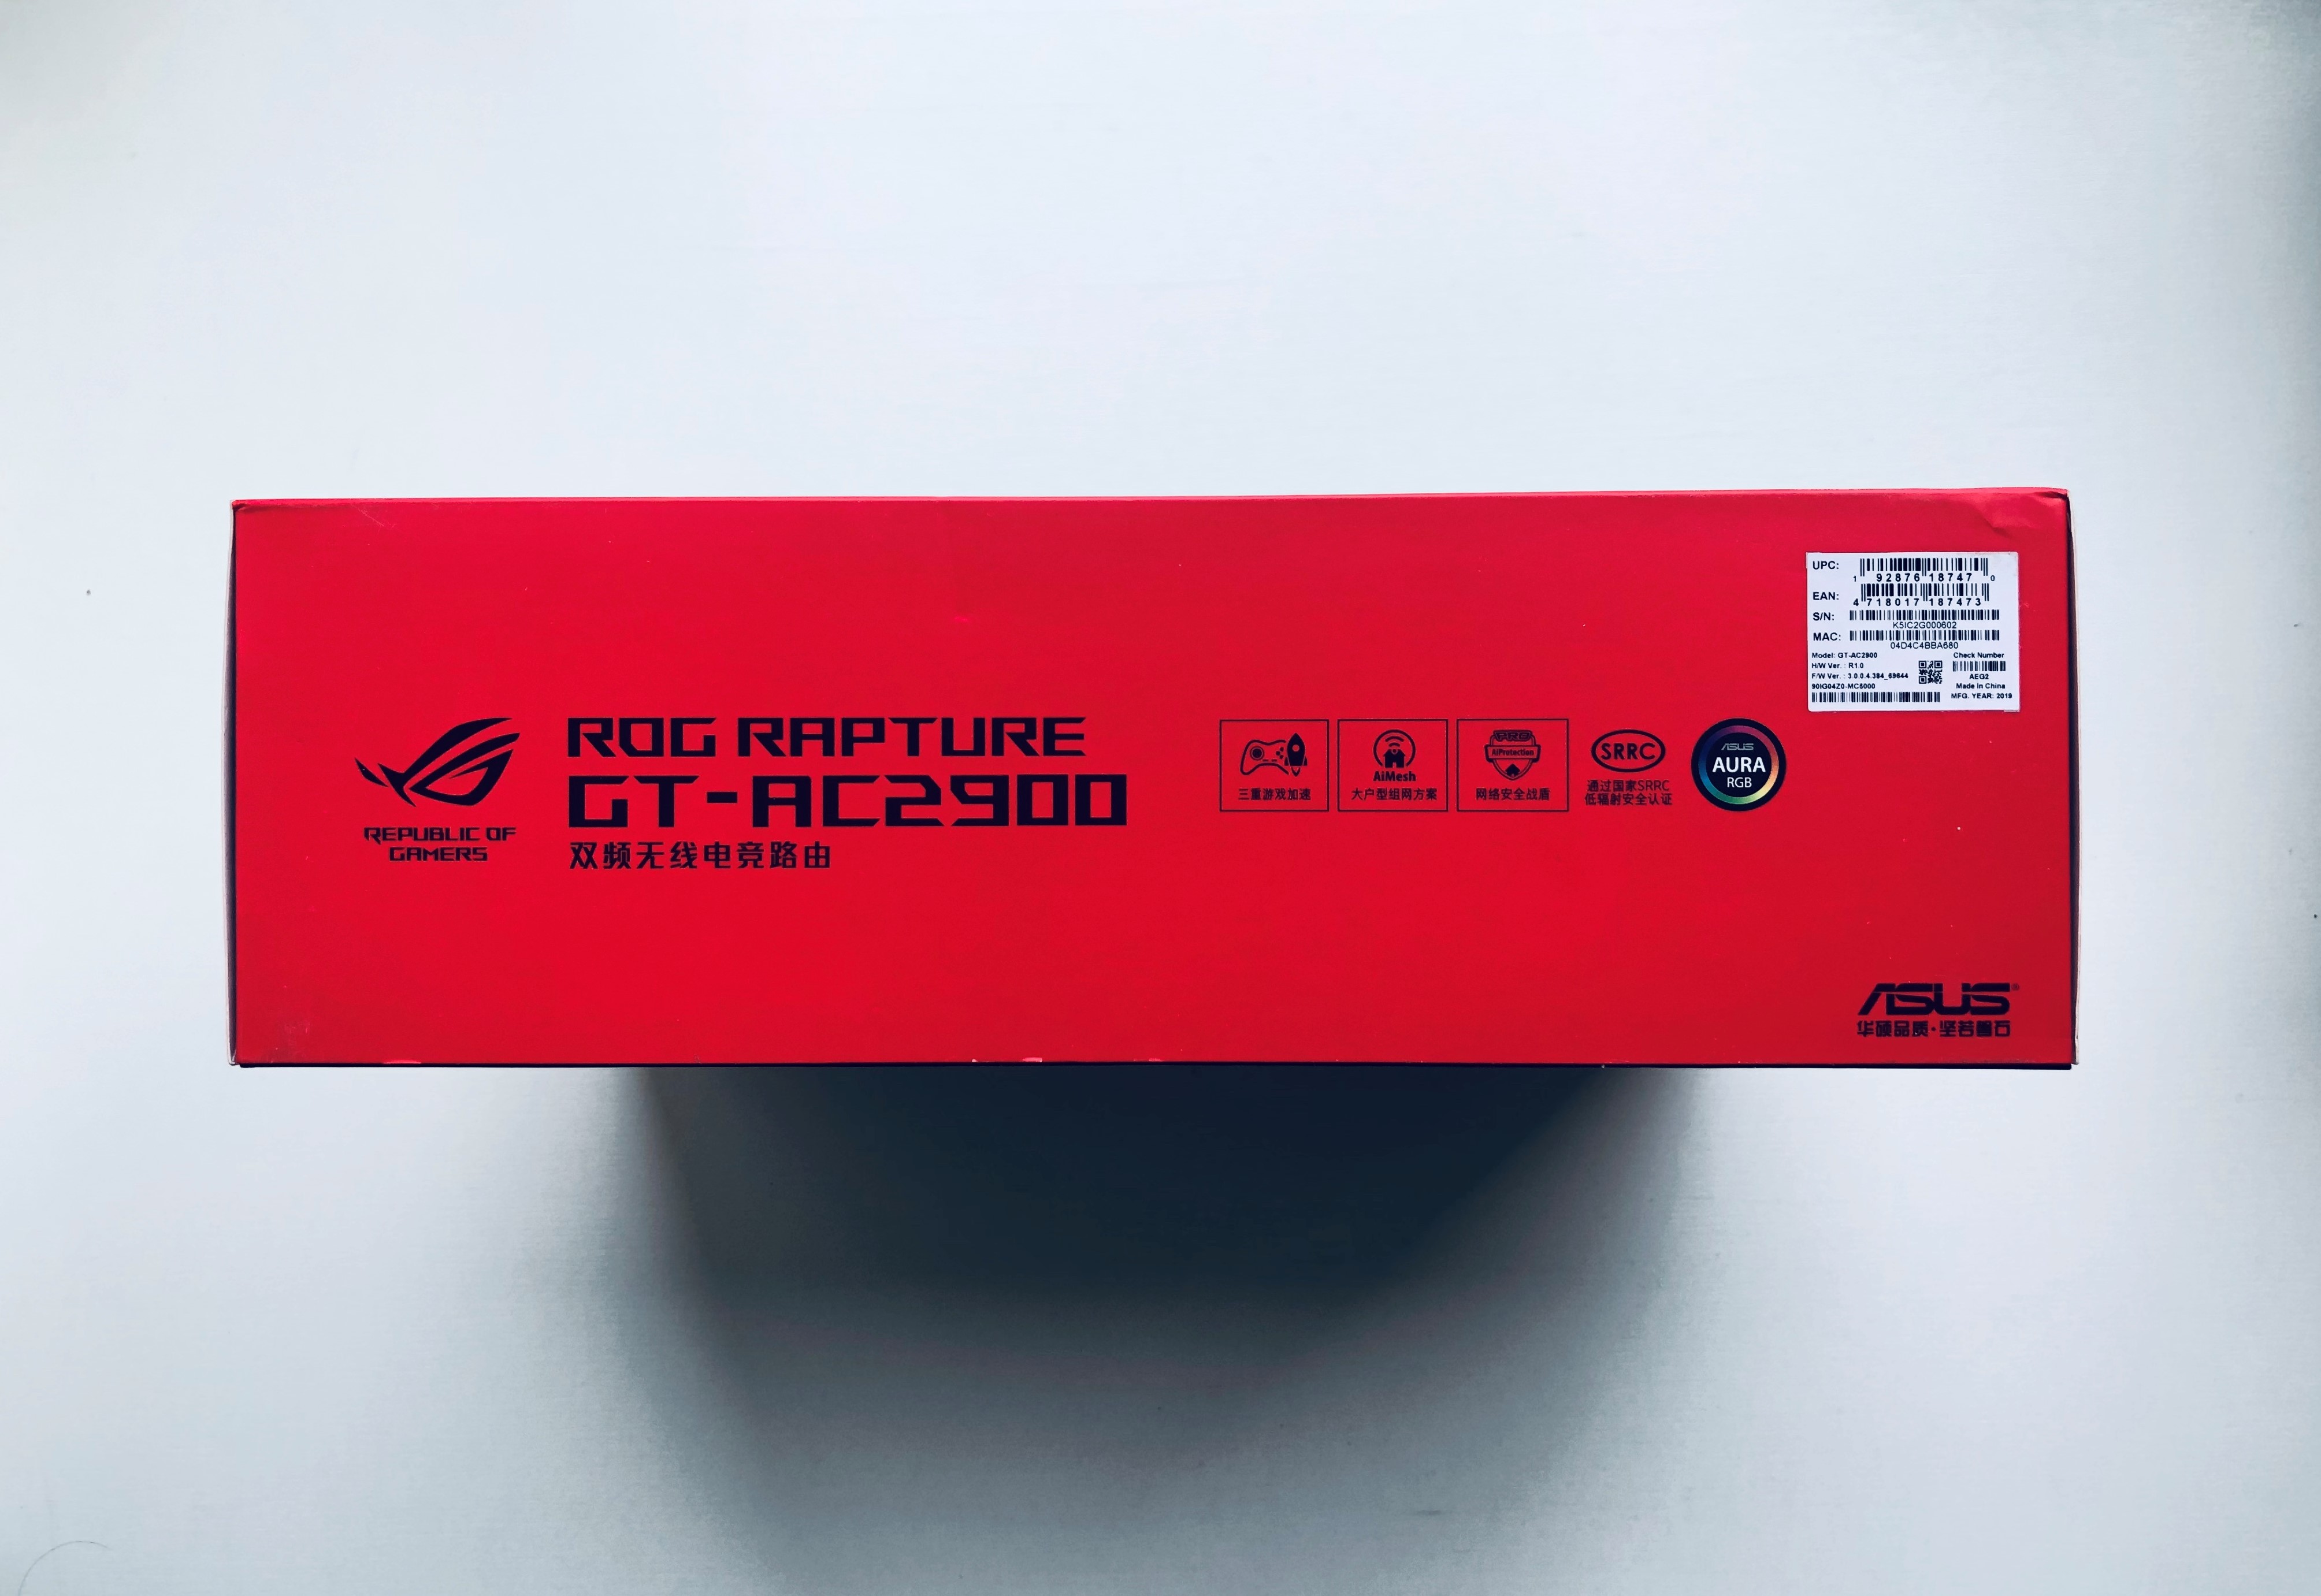 REPUBLIC OF
GAMERS
ROG RAPTURE
GT-AC2900
双频无线电竞路由
三重游戏加速
AiMesh
大户型组网方案
PRO
AiProtection
网络安全战盾
SRRC
通过国家SRRC
低辐射安全认证
ASUS
AURA
RGB
UPC:
1 92876 18747 0
EAN:
4 718017 187473
S/N:
K5IC2G000602
MAC:
04D4C4BBA680
Model: GT-AC2900
H/W Ver. : R1.0
F/W Ver. : 3.0.0.4.384_69644
90IG04Z0-MC5000
Check Number
AEG2
Made in China
MFG. YEAR: 2019
ASUS®
华硕品质·坚若磐石